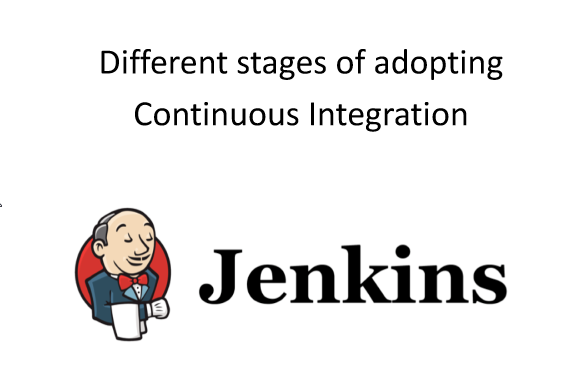 Different stages of adopting
Continuous Integration
Jenkins